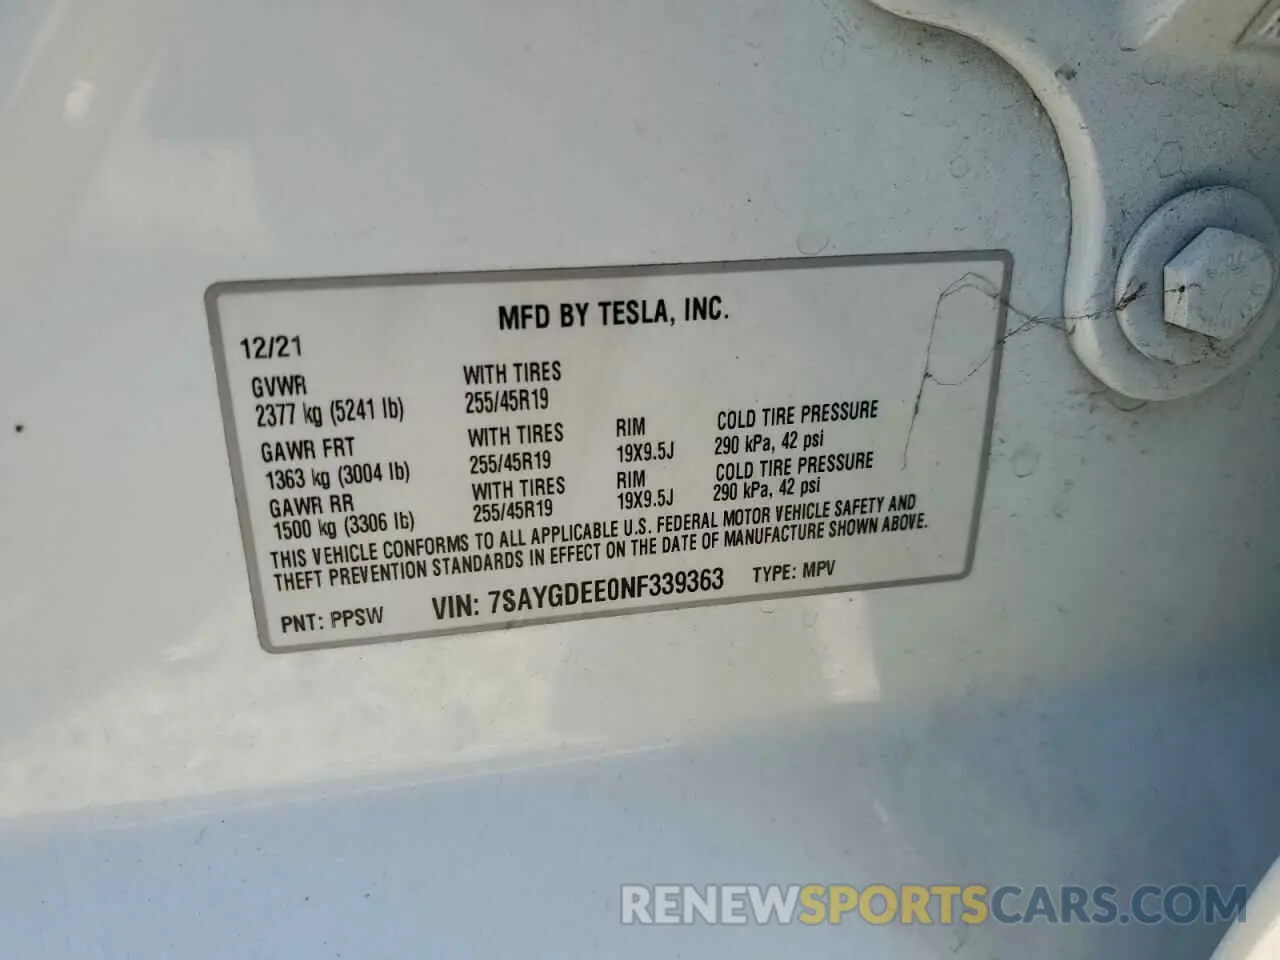 MFD BY TESLA, INC.
12/21
GVWR WITH TIRES
2377 kg (5241 lb) 255/45R19
GAWR FRT WITH TIRES RIM COLD TIRE PRESSURE
1363 kg (3004 lb) 255/45R19 19X9.5J 290 kPa, 42 psi
GAWR RR WITH TIRES RIM COLD TIRE PRESSURE
1500 kg (3306 lb) 255/45R19 19X9.5J 290 kPa, 42 psi
THIS VEHICLE CONFORMS TO ALL APPLICABLE U.S. FEDERAL MOTOR VEHICLE SAFETY AND
THEFT PREVENTION STANDARDS IN EFFECT ON THE DATE OF MANUFACTURE SHOWN ABOVE.
PNT: PPSW VIN: 7SAYGDEE0NF339363 TYPE: MPV
RENEWSPORTSCARS.COM